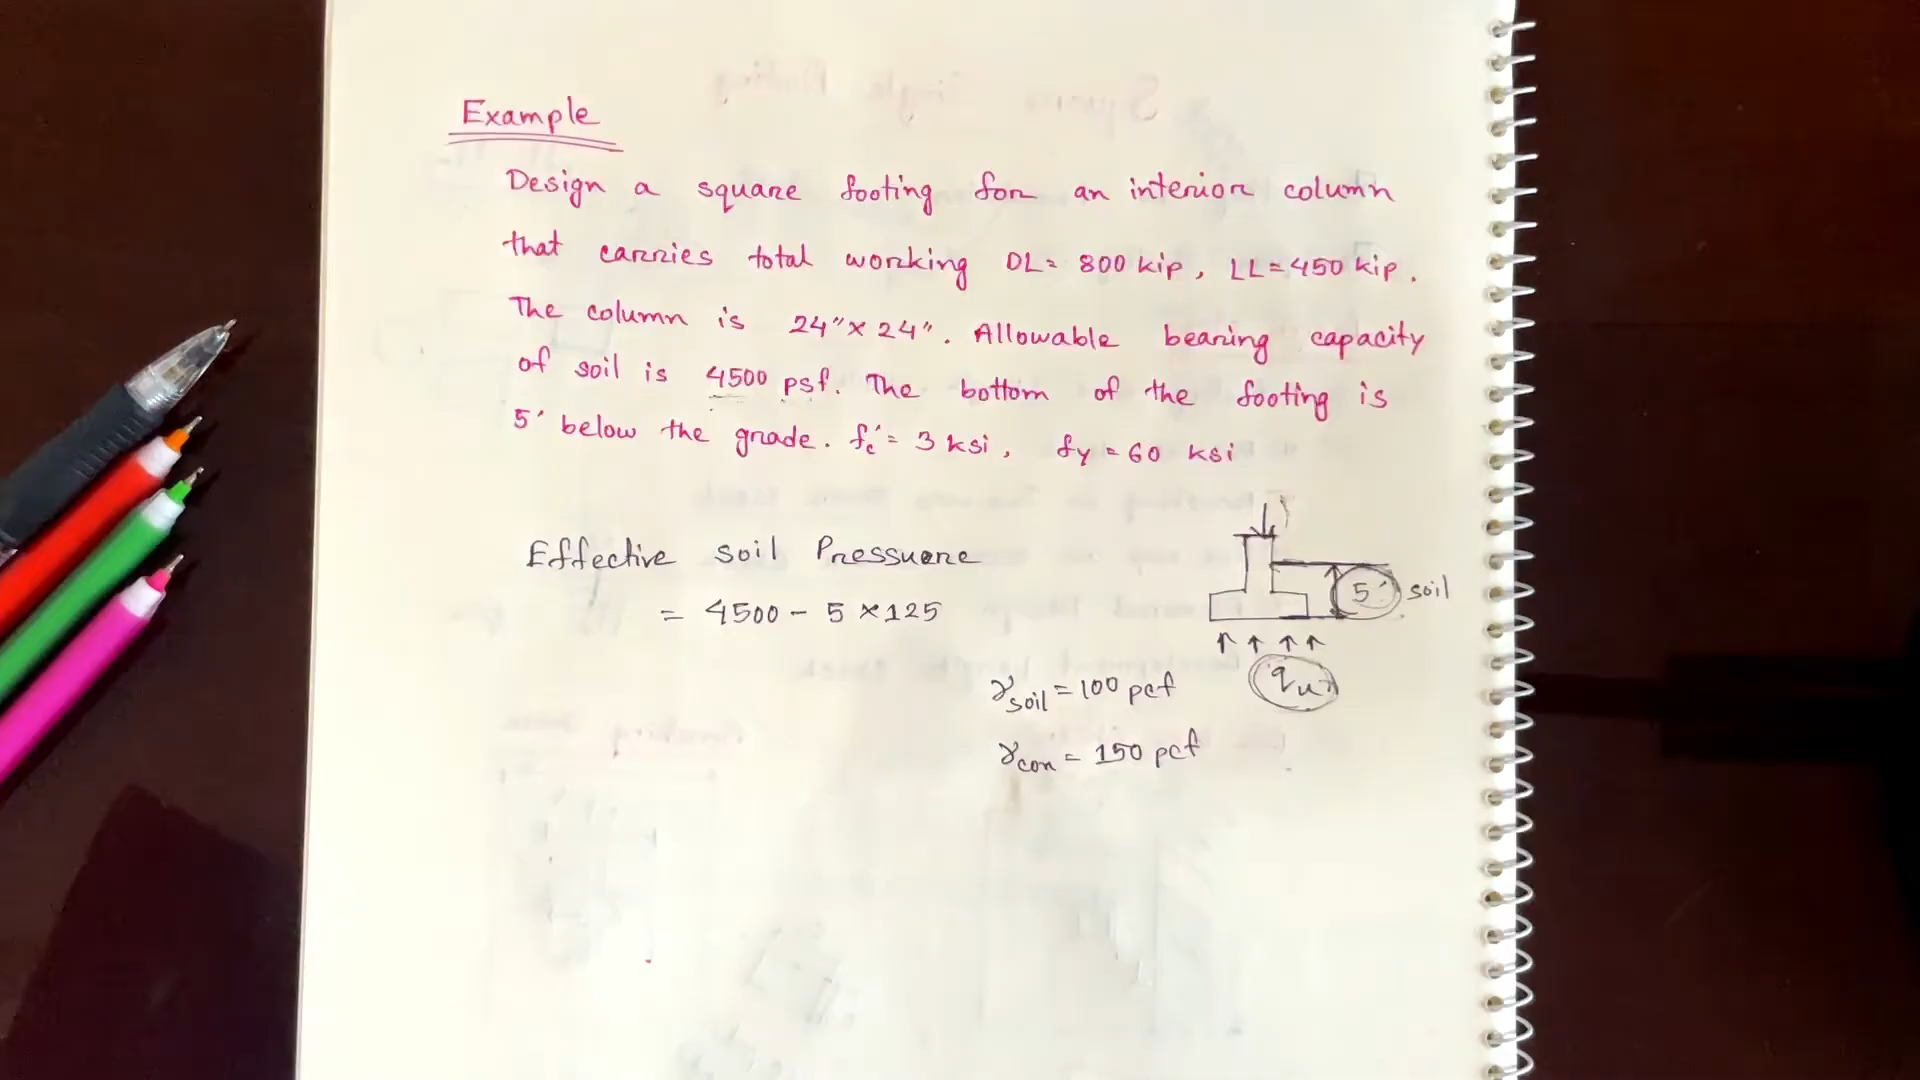 Example
Design a square footing for an interior column
that carries total working DL= 800 kip, LL=450 kip.
The column is 24"x 24". Allowable bearing capacity
of soil is 4500 psf. The bottom of the footing is
5' below the grade. fc'= 3 ksi, fy = 60 ksi
Effective soil Pressure
= 4500 - 5 x125
5' soil
γsoil = 100 pcf
γcon = 150 pcf